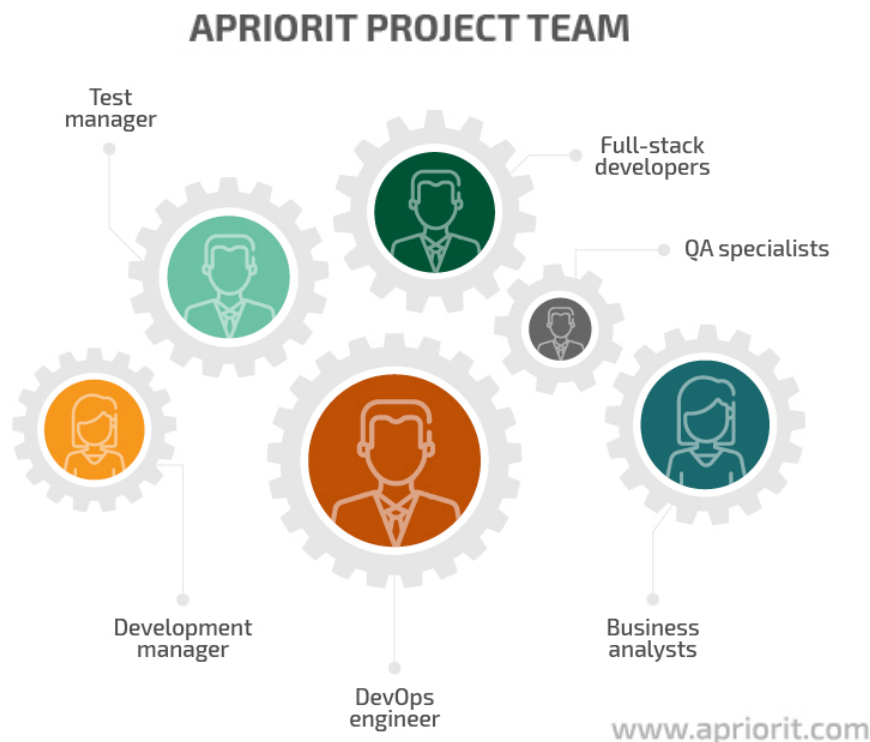 APRIORIT PROJECT TEAM
Test
manager
Full-stack
developers
QA specialists
Development
manager
Business
analysts
DevOps
engineer
www.apriorit.com